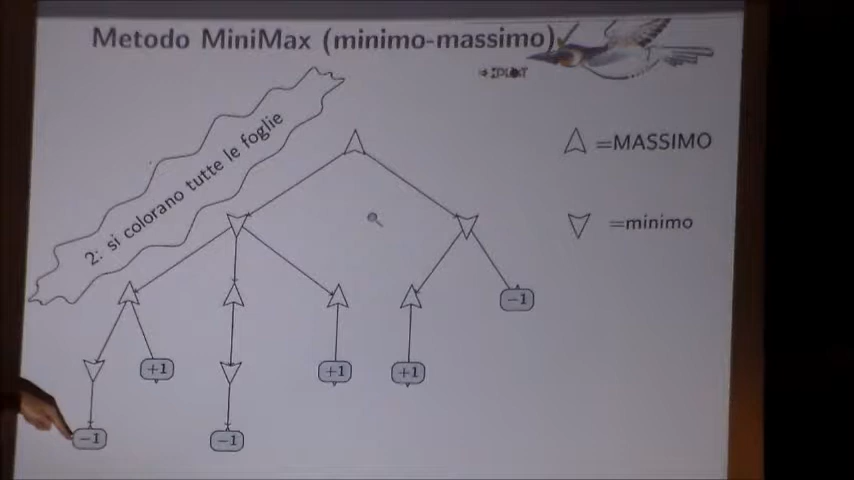 Metodo MiniMax (minimo-massimo)
2: si colorano tutte le foglie
=MASSIMO
=minimo
−1
+1
+1
+1
−1
−1